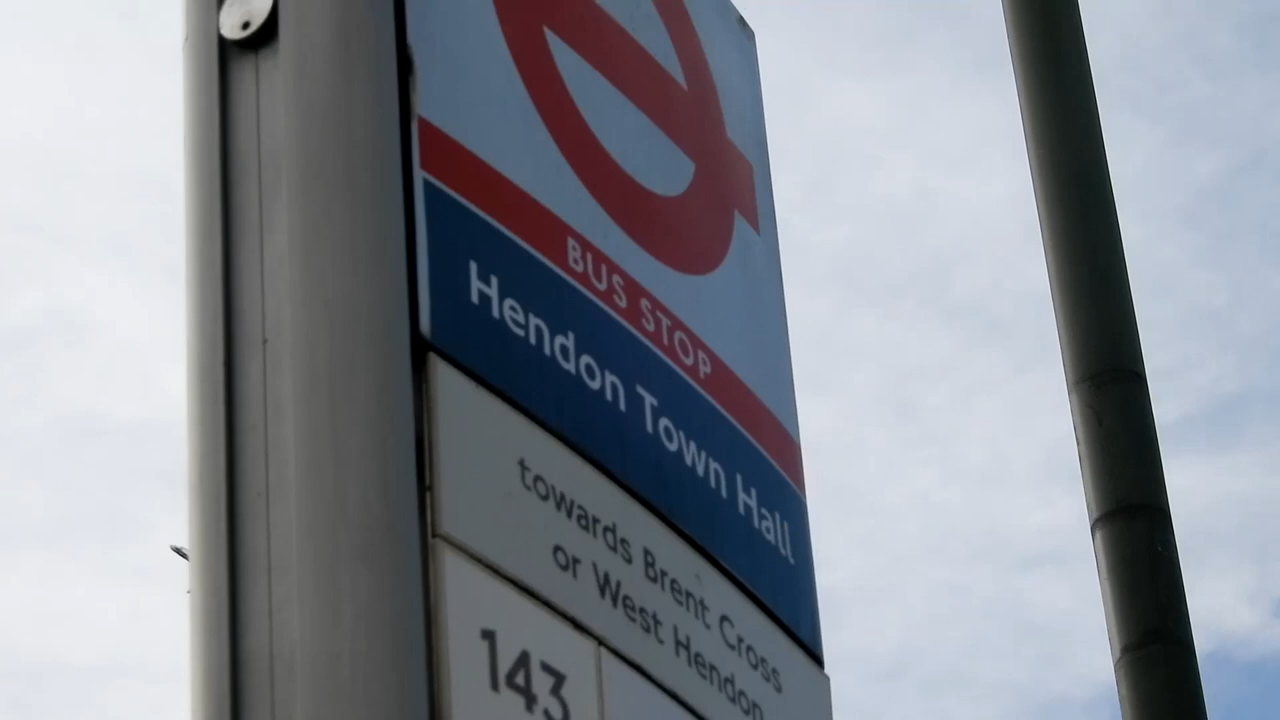 BUS STOP
Hendon Town Hall
towards Brent Cross
or West Hendon
143